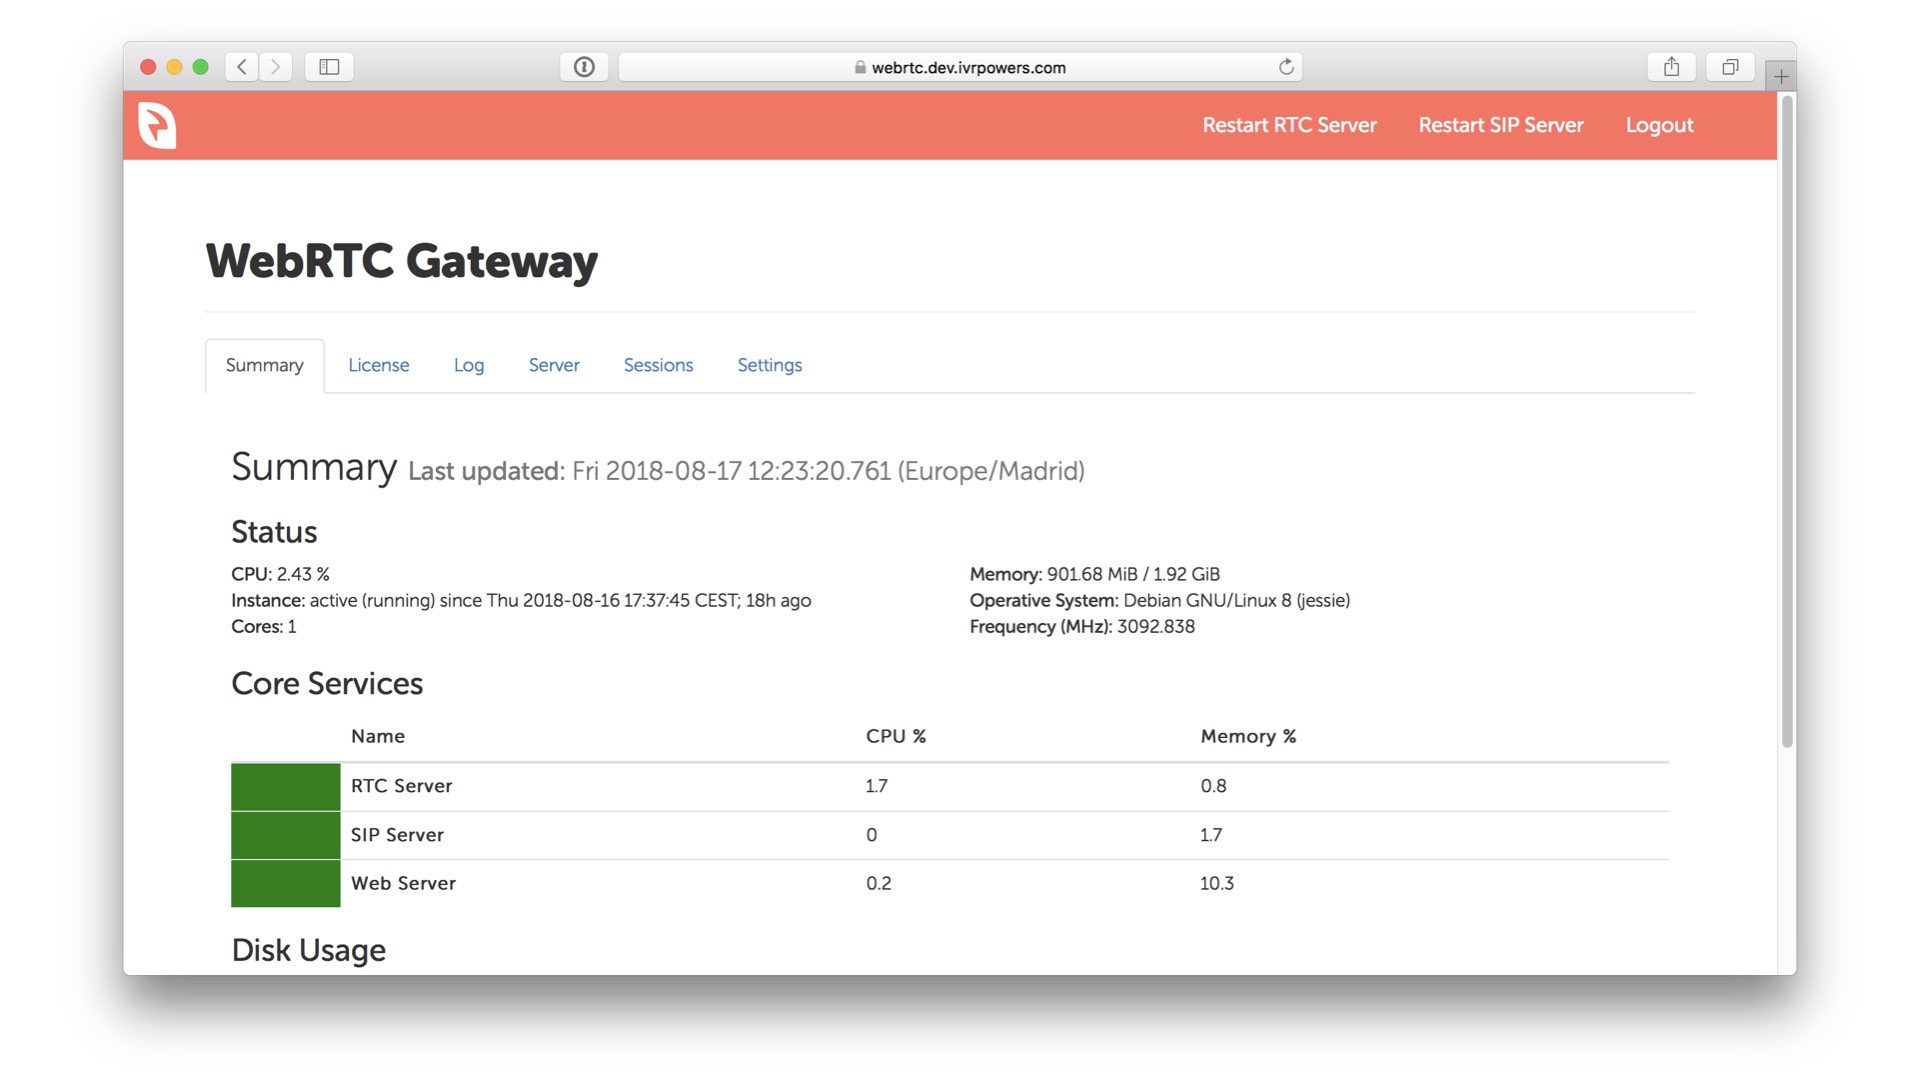 webrtc.dev.ivrpowers.com
Restart RTC Server Restart SIP Server Logout
WebRTC Gateway
Summary License Log Server Sessions Settings
Summary Last updated: Fri 2018-08-17 12:23:20.761 (Europe/Madrid)
Status
CPU: 2.43 %
Instance: active (running) since Thu 2018-08-16 17:37:45 CEST; 18h ago
Cores: 1
Memory: 901.68 MiB / 1.92 GiB
Operative System: Debian GNU/Linux 8 (jessie)
Frequency (MHz): 3092.838
Core Services
Name CPU % Memory %
RTC Server 1.7 0.8
SIP Server 0 1.7
Web Server 0.2 10.3
Disk Usage